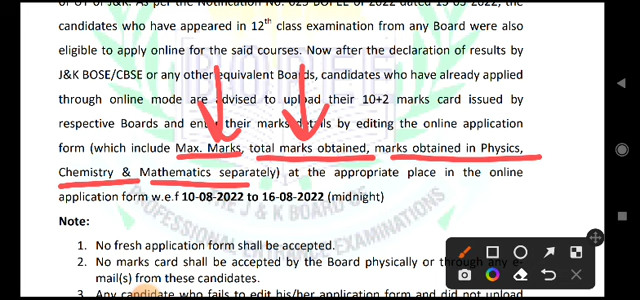 of UT of J&K. As per the Notification No. 025 BOPEE of 2022 dated 13-05-2022, the
candidates who have appeared in 12th class examination from any Board were also
eligible to apply online for the said courses. Now after the declaration of results by
J&K BOSE/CBSE or any other equivalent Boards, candidates who have already applied
through online mode are advised to upload their 10+2 marks card issued by
respective Boards and enter their marks details by editing the online application
form (which include Max. Marks, total marks obtained, marks obtained in Physics,
Chemistry & Mathematics separately) at the appropriate place in the online
application form w.e.f 10-08-2022 to 16-08-2022 (midnight)
Note:
1. No fresh application form shall be accepted.
2. No marks card shall be accepted by the Board physically or through any e-
mail(s) from these candidates.
3. Any candidate who fails to edit his/her application form and did not upload
BOPEE
THE J & K BOARD OF
PROFESSIONAL ENTRANCE EXAMINATIONS